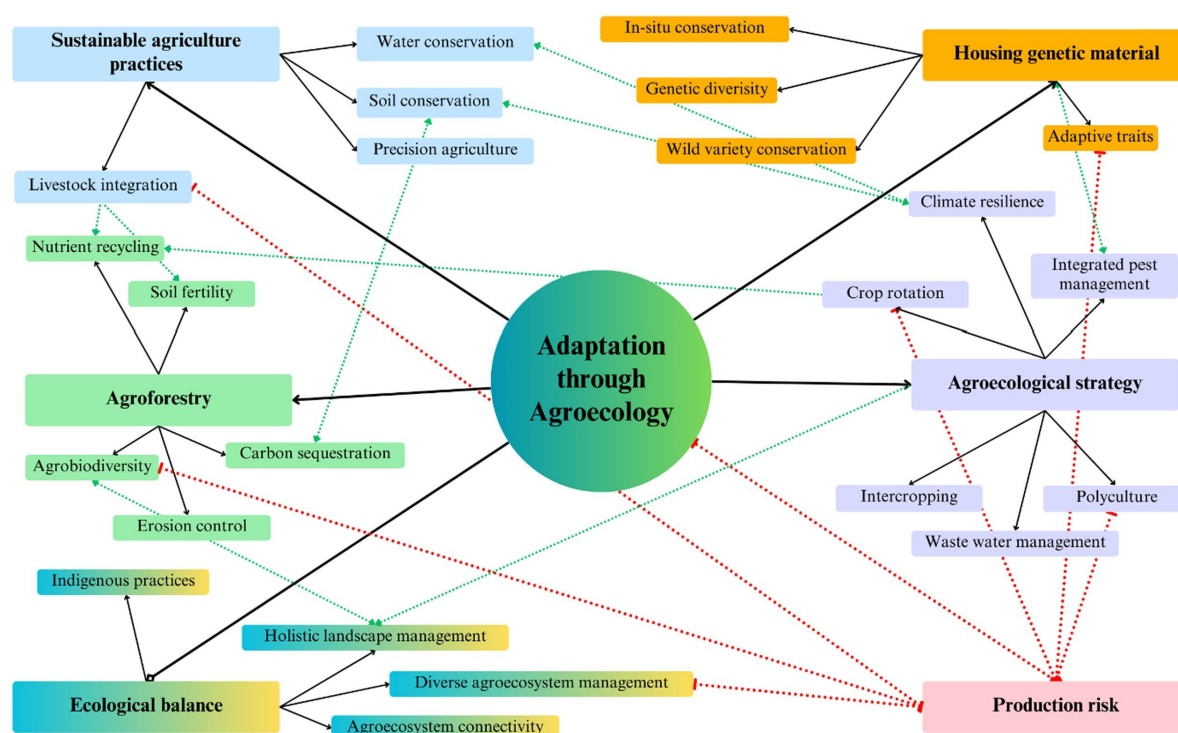 Sustainable agriculture
practices
Water conservation
Soil conservation
Precision agriculture
Livestock integration
In-situ conservation
Genetic diverisity
Wild variety conservation
Housing genetic material
Adaptive traits
Climate resilience
Integrated pest
management
Crop rotation
Nutrient recycling
Soil fertility
Adaptation
through
Agroecology
Agroforestry
Agroecological strategy
Agrobiodiversity
Carbon sequestration
Erosion control
Intercropping
Polyculture
Waste water management
Indigenous practices
Holistic landscape management
Diverse agroecosystem management
Agroecosystem connectivity
Ecological balance
Production risk